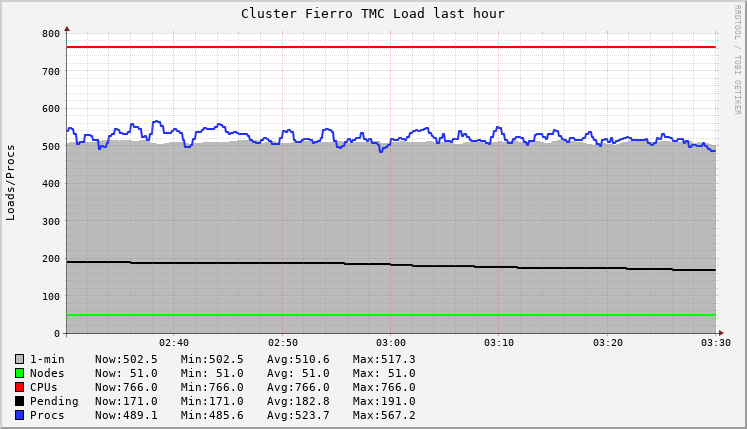 Cluster Fierro TMC Load last hour
RRDTOOL / TOBI OETIKER
Loads/Procs
800
700
600
500
400
300
200
100
0
02:40 02:50 03:00 03:10 03:20 03:30
1-min Now:502.5 Min:502.5 Avg:510.6 Max:517.3
Nodes Now: 51.0 Min: 51.0 Avg: 51.0 Max: 51.0
CPUs Now:766.0 Min:766.0 Avg:766.0 Max:766.0
Pending Now:171.0 Min:171.0 Avg:182.8 Max:191.0
Procs Now:489.1 Min:485.6 Avg:523.7 Max:567.2